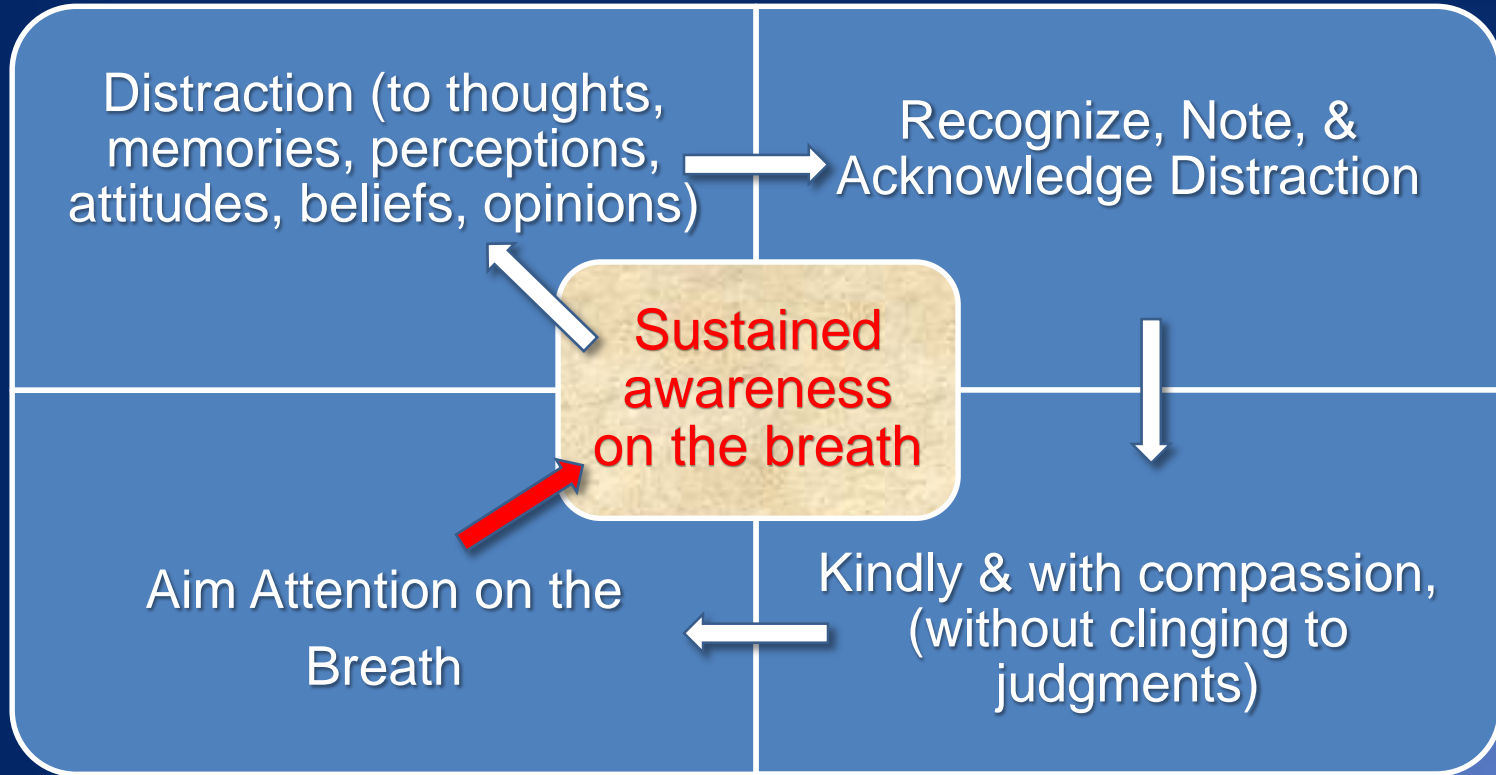 Distraction (to thoughts,
memories, perceptions,
attitudes, beliefs, opinions)
Recognize, Note, &
Acknowledge Distraction
Sustained
awareness
on the breath
Aim Attention on the
Breath
Kindly & with compassion,
(without clinging to
judgments)